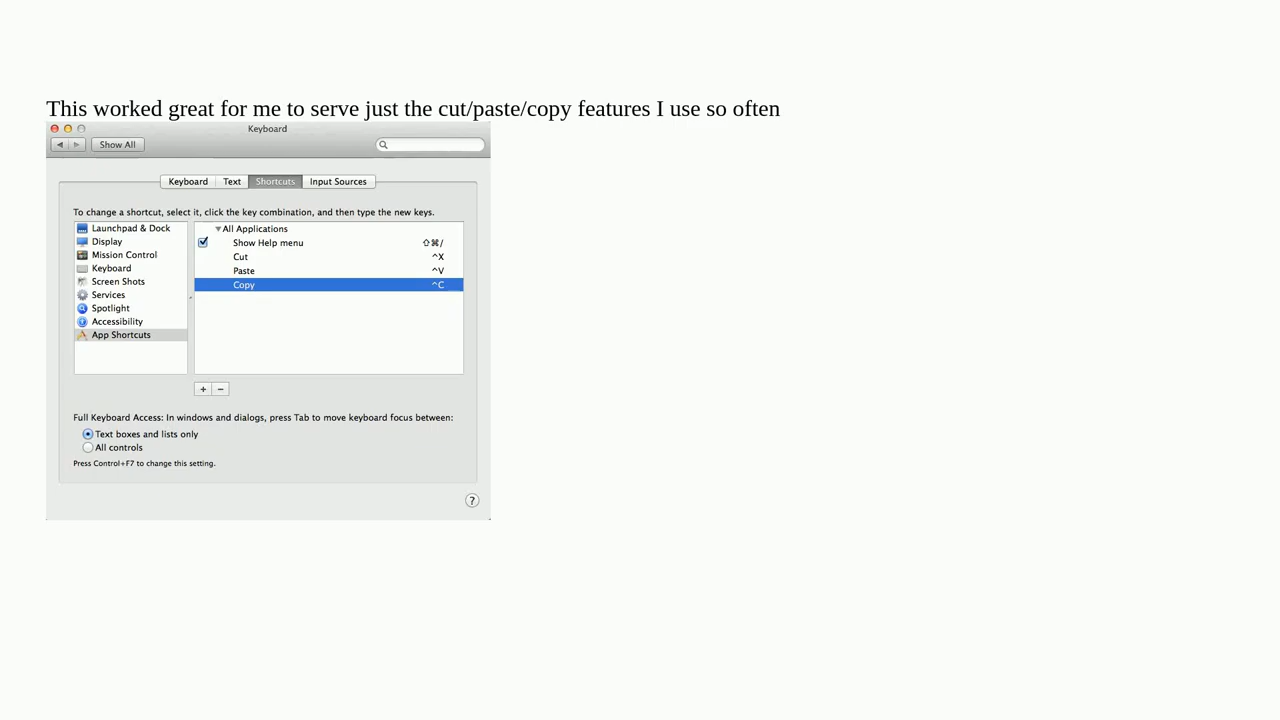 This worked great for me to serve just the cut/paste/copy features I use so often
Keyboard
Show All
Keyboard Text Shortcuts Input Sources
To change a shortcut, select it, click the key combination, and then type the new keys.
Launchpad & Dock
Display
Mission Control
Keyboard
Screen Shots
Services
Spotlight
Accessibility
App Shortcuts
All Applications
Show Help menu ⇧⌘/
Cut ^X
Paste ^V
Copy ^C
+ −
Full Keyboard Access: In windows and dialogs, press Tab to move keyboard focus between:
Text boxes and lists only
All controls
Press Control+F7 to change this setting.
?